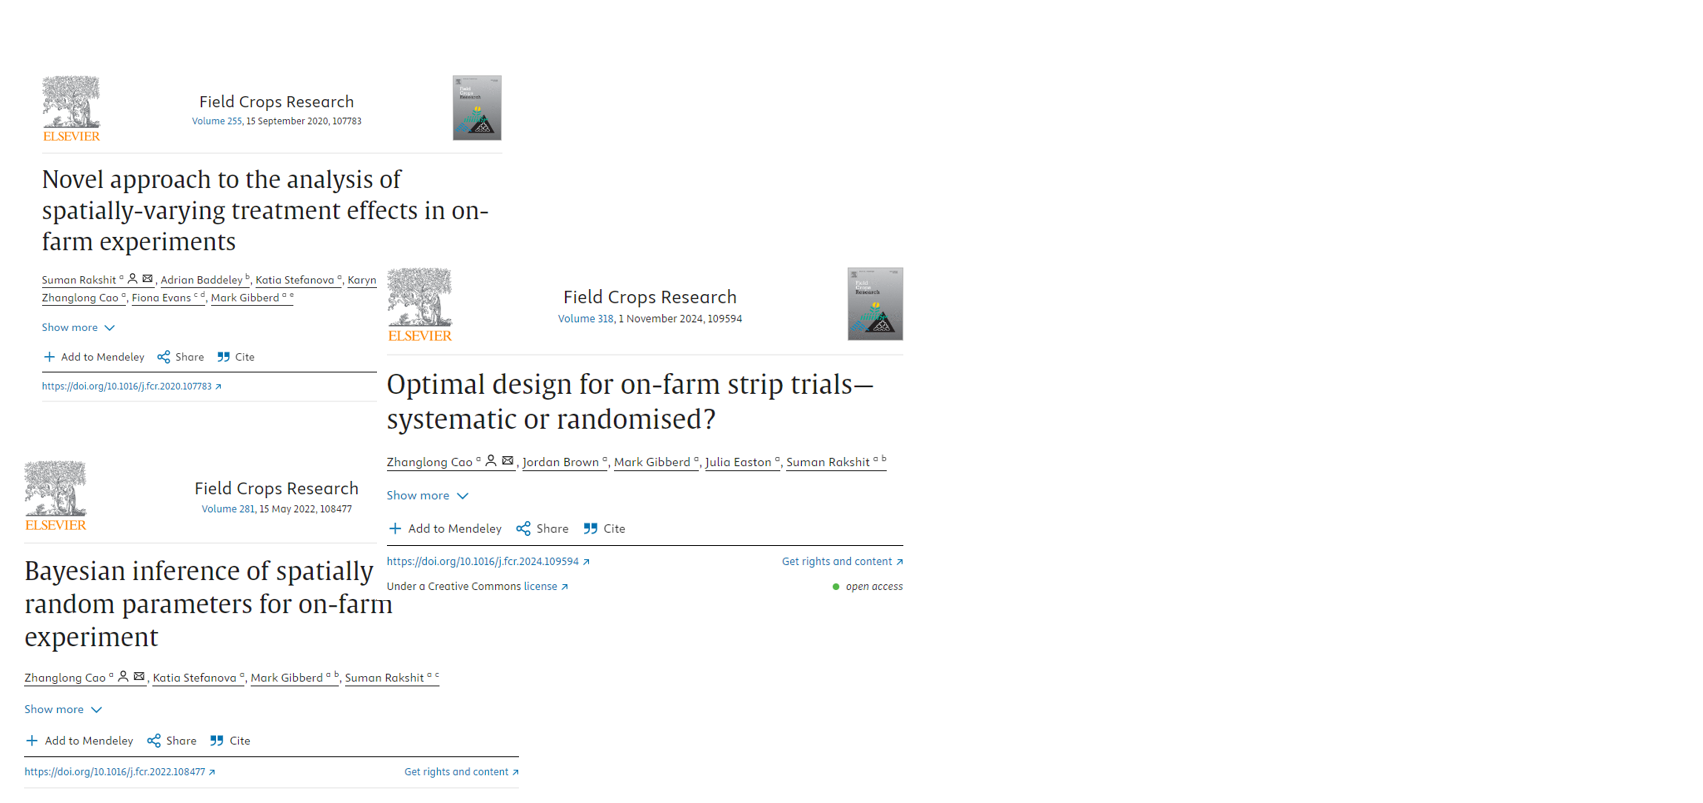 ELSEVIER
Field Crops Research
Volume 255, 15 September 2020, 107783
Novel approach to the analysis of
spatially-varying treatment effects in on-
farm experiments
Suman Rakshit a, Adrian Baddeley b, Katia Stefanova a, Karyn
Zhanglong Cao a, Fiona Evans c d, Mark Gibberd a e
Show more
Add to Mendeley Share Cite
https://doi.org/10.1016/j.fcr.2020.107783
ELSEVIER
Field Crops Research
Volume 318, 1 November 2024, 109594
Optimal design for on-farm strip trials—
systematic or randomised?
Zhanglong Cao a, Jordan Brown a, Mark Gibberd a, Julia Easton a, Suman Rakshit a b
Show more
Add to Mendeley Share Cite
https://doi.org/10.1016/j.fcr.2024.109594 Get rights and content
Under a Creative Commons license open access
ELSEVIER
Field Crops Research
Volume 281, 15 May 2022, 108477
Bayesian inference of spatially
random parameters for on-farm
experiment
Zhanglong Cao a, Katia Stefanova a, Mark Gibberd a b, Suman Rakshit a c
Show more
Add to Mendeley Share Cite
https://doi.org/10.1016/j.fcr.2022.108477 Get rights and content